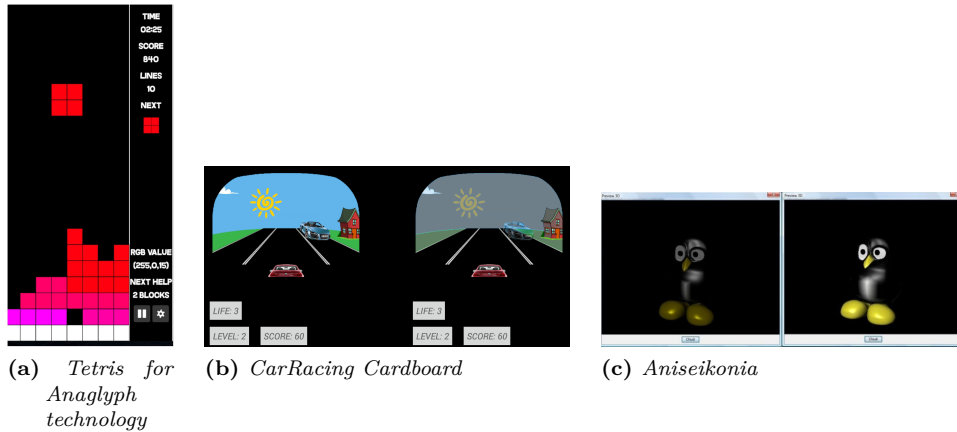 TIME
02:25
SCORE
840
LINES
10
NEXT
RGB VALUE
(255,0,15)
NEXT HELP
2 BLOCKS
LIFE: 3
LEVEL: 2 SCORE: 60
LIFE: 3
LEVEL: 2 SCORE: 60
Preview 3D
Preview 3D
(a) Tetris for
Anaglyph
technology
(b) CarRacing Cardboard
(c) Aniseikonia